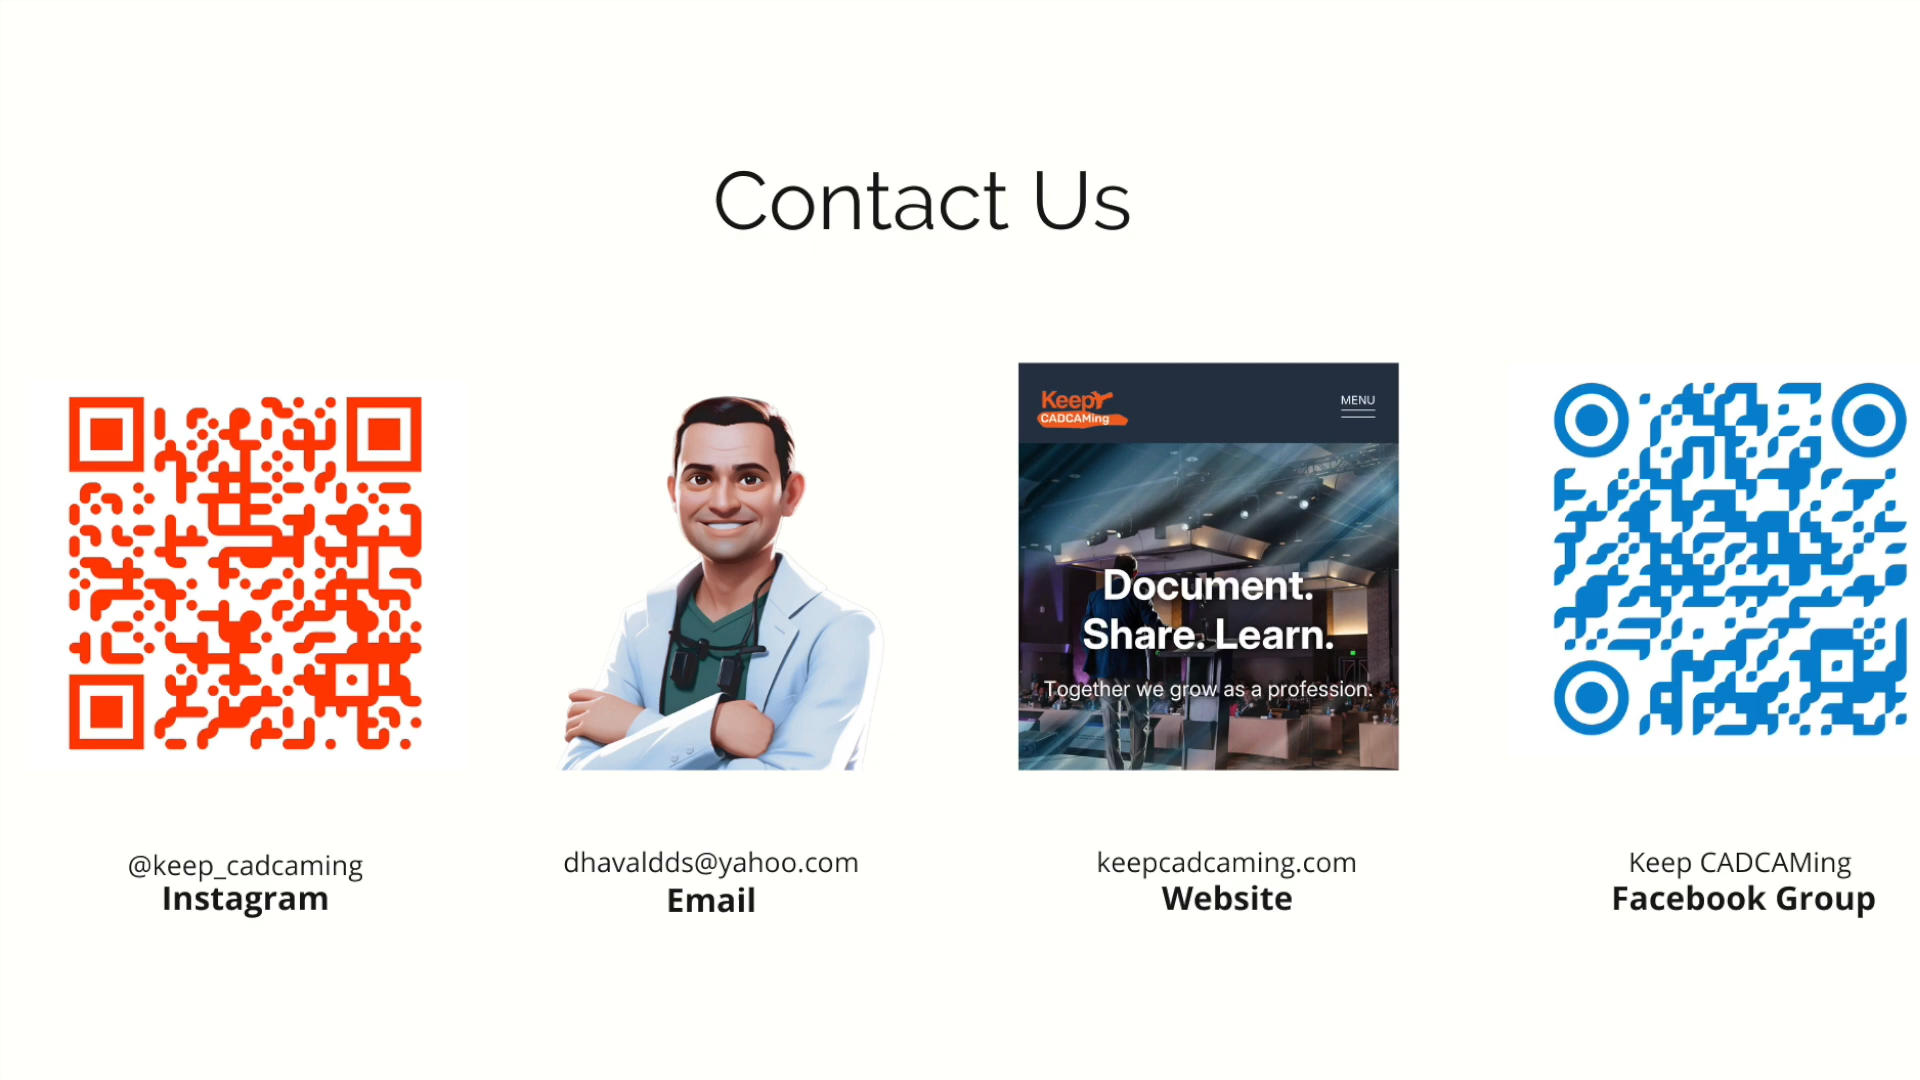 Contact Us
Keep
CADCAMing
MENU
Document.
Share. Learn.
Together we grow as a profession.
@keep_cadcaming
Instagram
dhavaldds@yahoo.com
Email
keepcadcaming.com
Website
Keep CADCAMing
Facebook Group